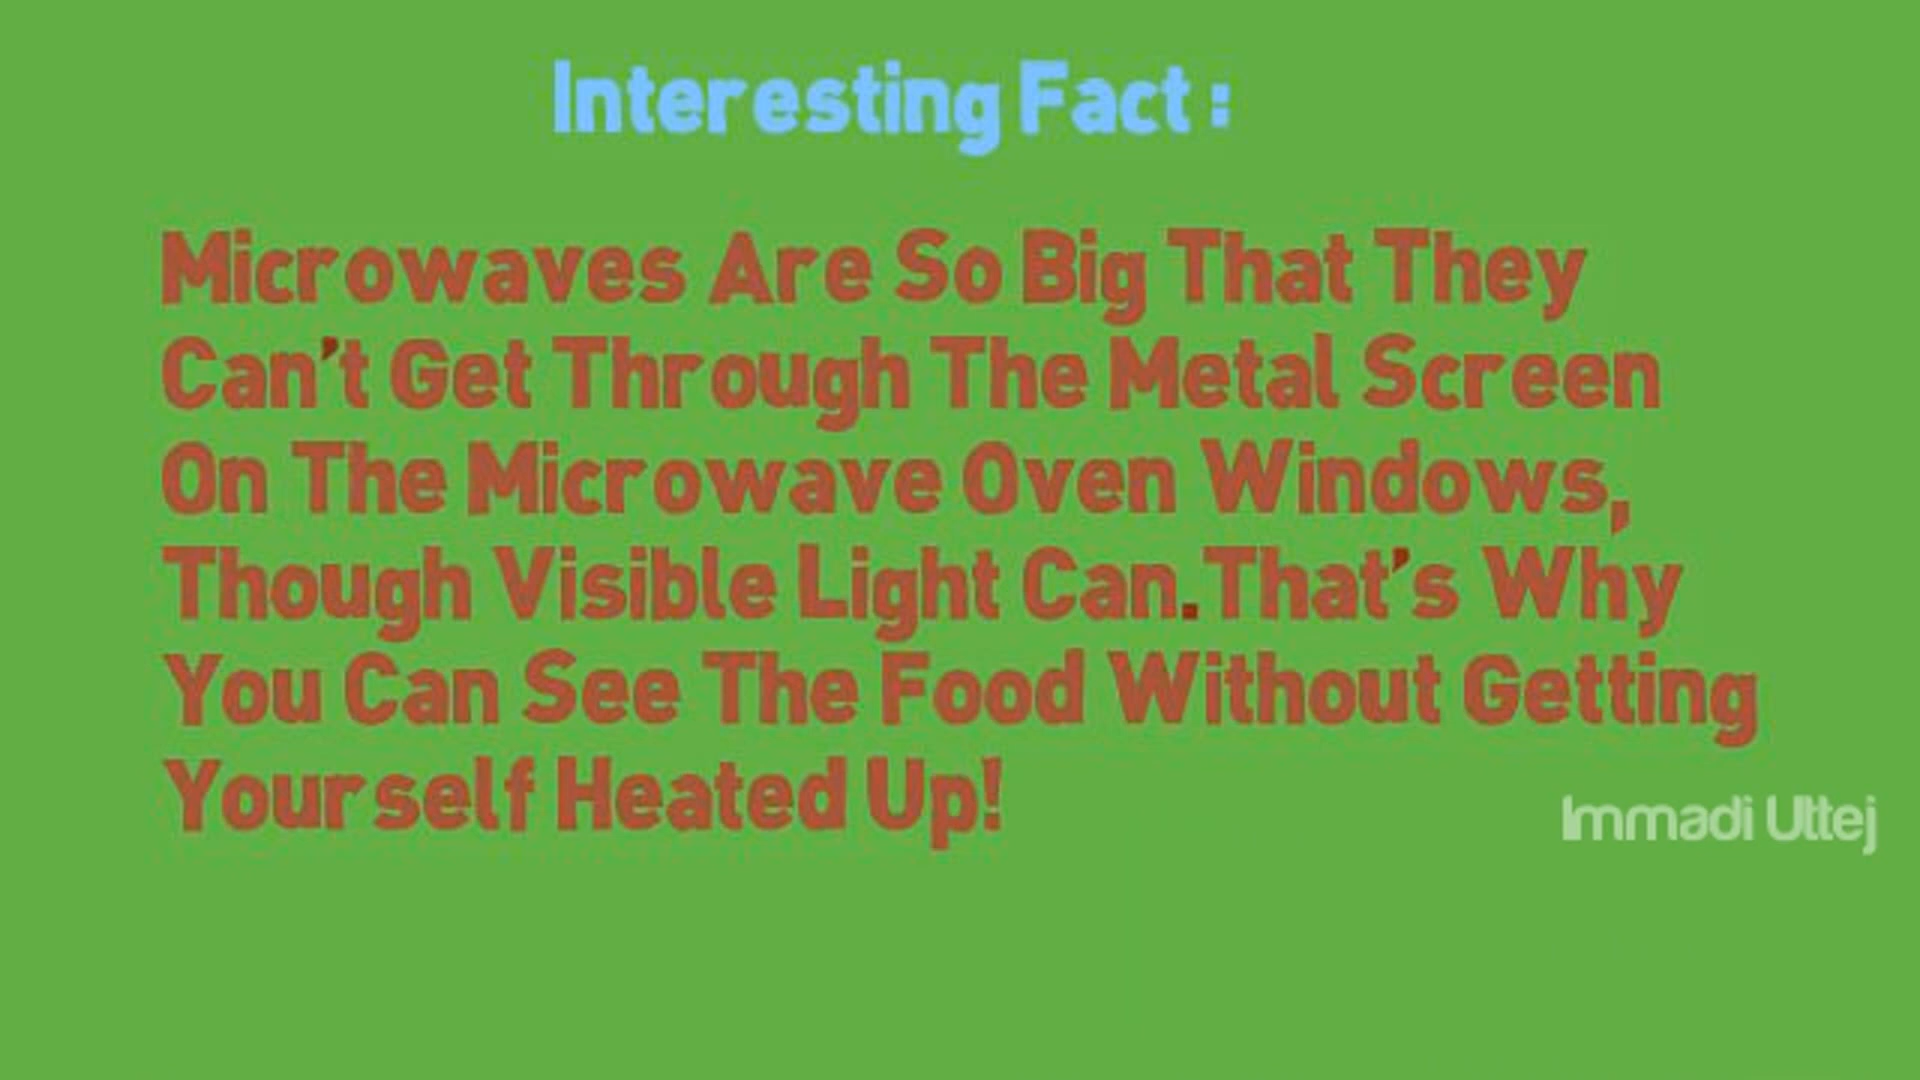 Interesting Fact :
Microwaves Are So Big That They
Can't Get Through The Metal Screen
On The Microwave Oven Windows,
Though Visible Light Can.That's Why
You Can See The Food Without Getting
Yourself Heated Up!
Immadi Uttej